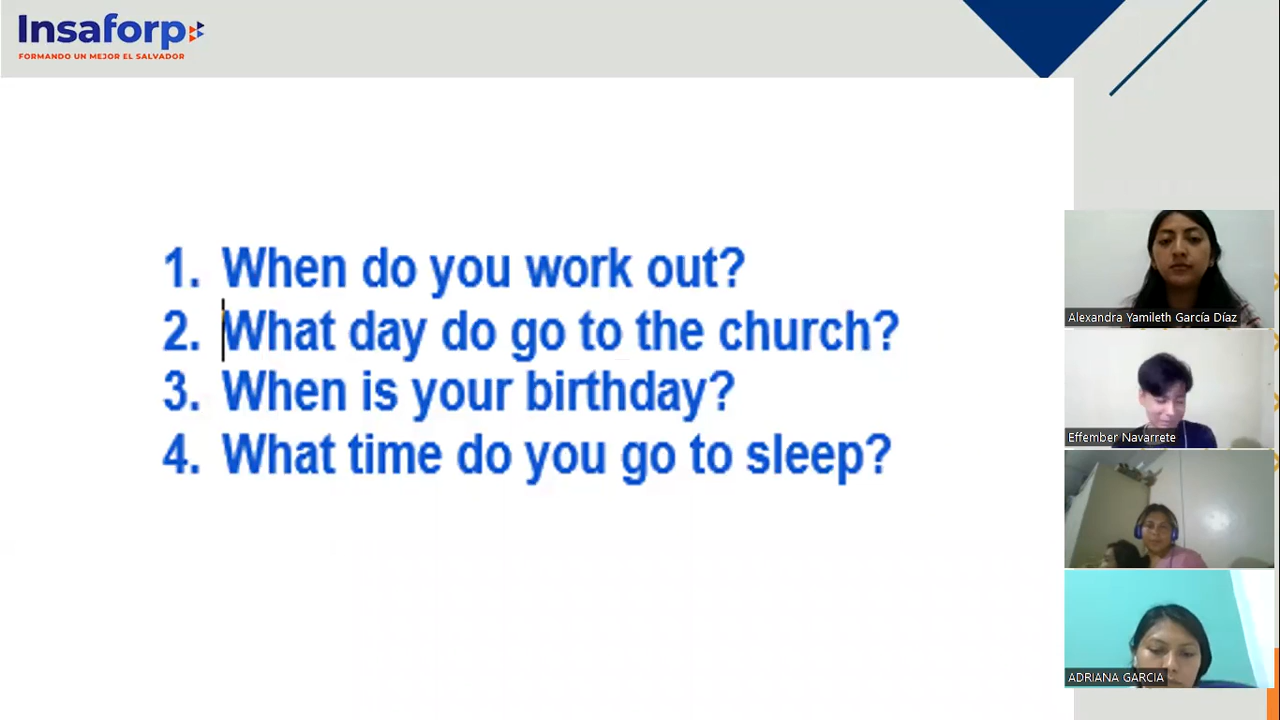 Insaforp
FORMANDO UN MEJOR EL SALVADOR
1. When do you work out?
2. What day do go to the church?
3. When is your birthday?
4. What time do you go to sleep?
Alexandra Yamileth García Díaz
Effember Navarrete
ADRIANA GARCIA